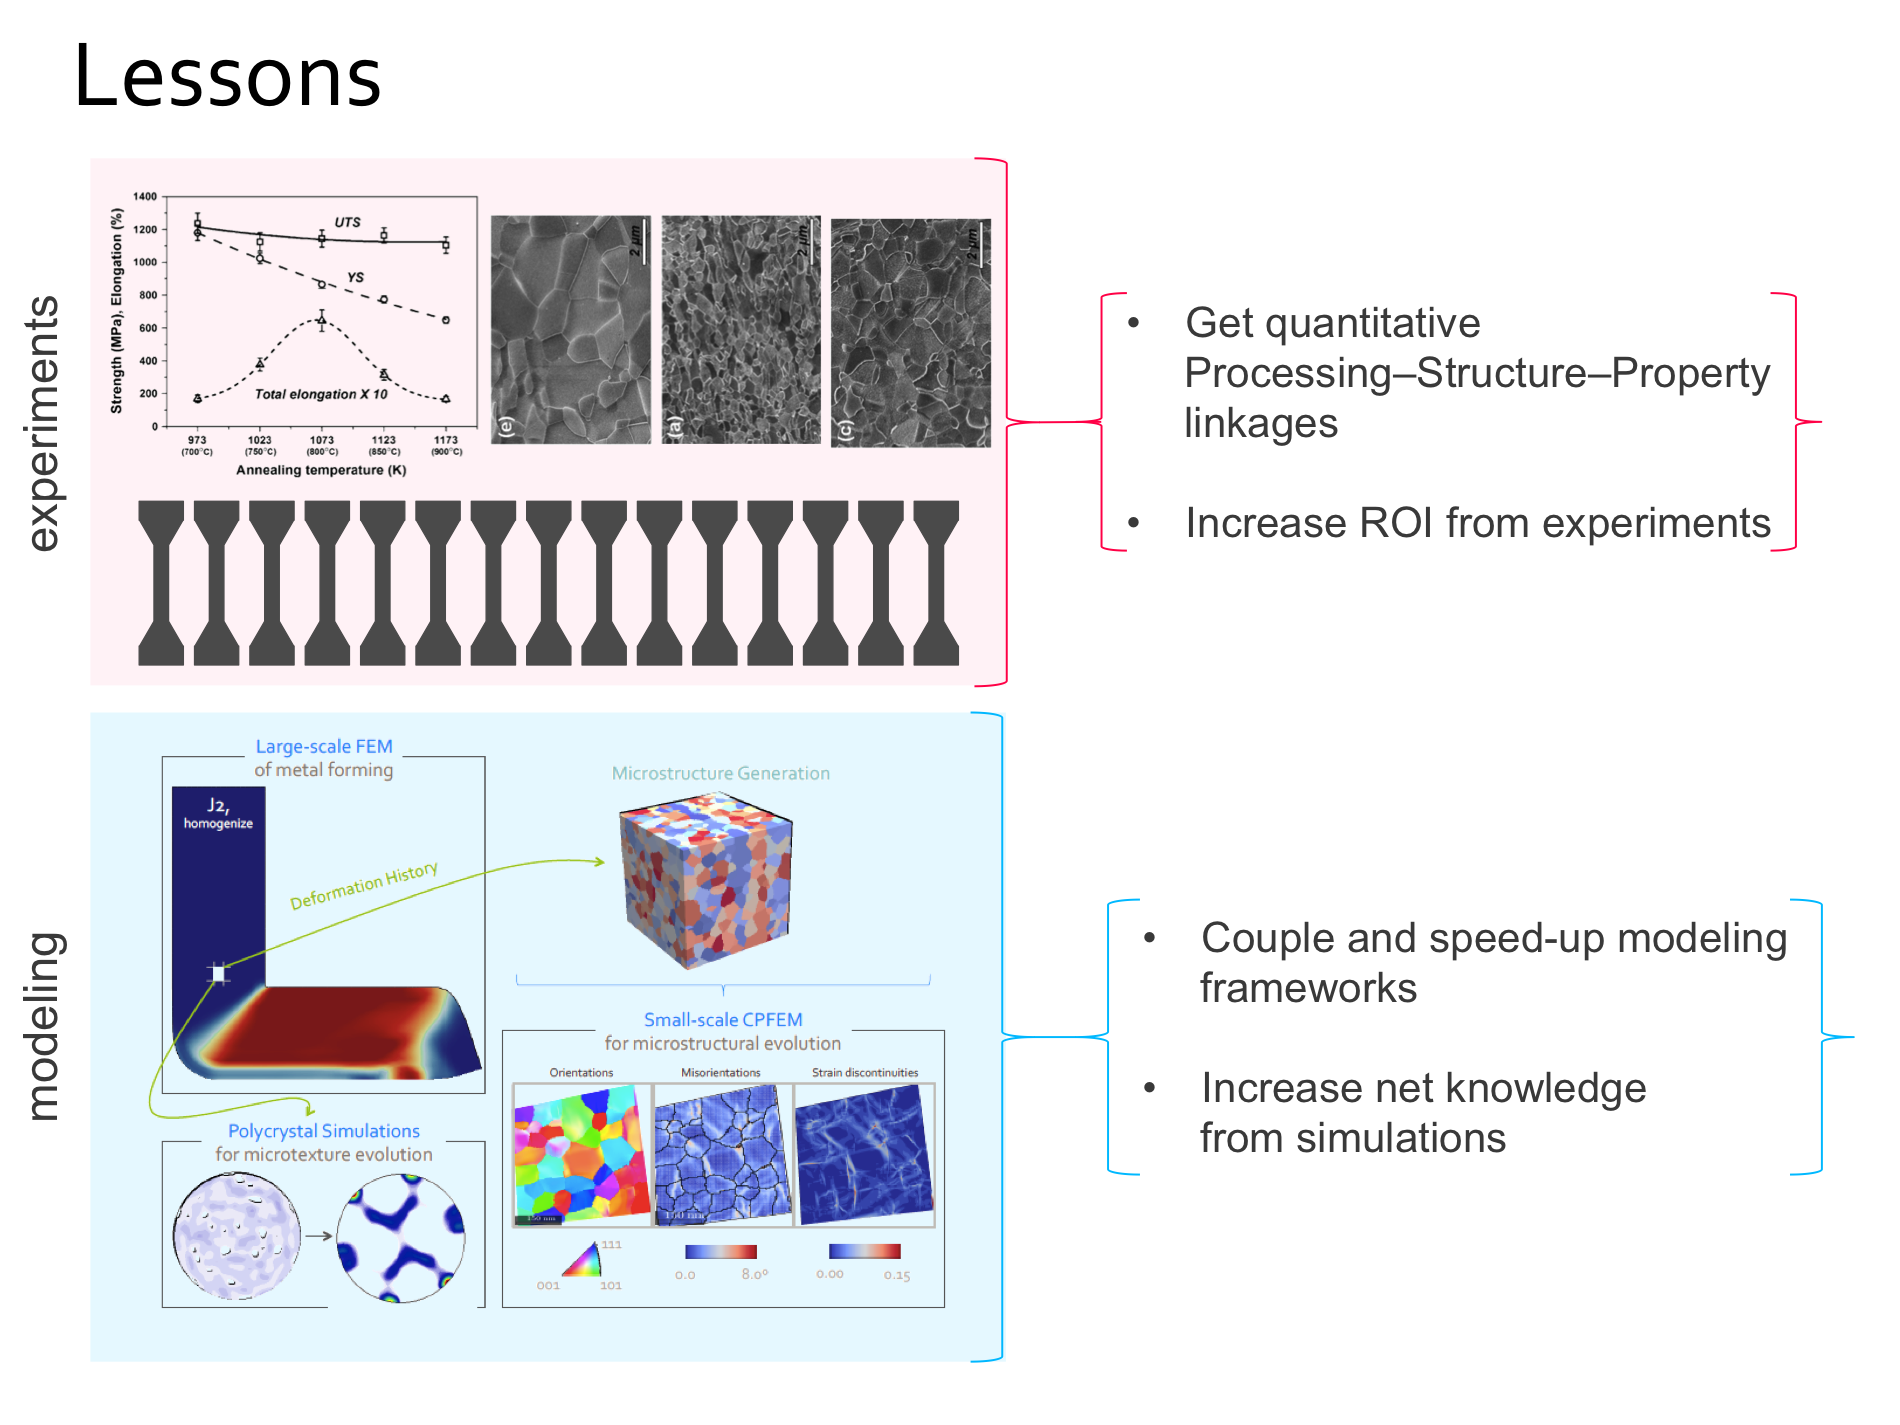 Lessons
experiments
Strength (MPa), Elongation (%)
1400
1200
1000
800
600
400
200
0
UTS
YS
Total elongation X 10
973
(700°C)
1023
(750°C)
1073
(800°C)
1123
(850°C)
1173
(900°C)
Annealing temperature (K)
2 µm
(e)
2 µm
(a)
2 µm
(c)
• Get quantitative
Processing–Structure–Property
linkages
• Increase ROI from experiments
modeling
Large-scale FEM
of metal forming
J2,
homogenize
Deformation History
Microstructure Generation
Polycrystal Simulations
for microtexture evolution
Small-scale CPFEM
for microstructural evolution
Orientations
Misorientations
Strain discontinuities
150 nm
150 nm
111
001
101
0.0
8.0°
0.00
0.15
• Couple and speed-up modeling
frameworks
• Increase net knowledge
from simulations